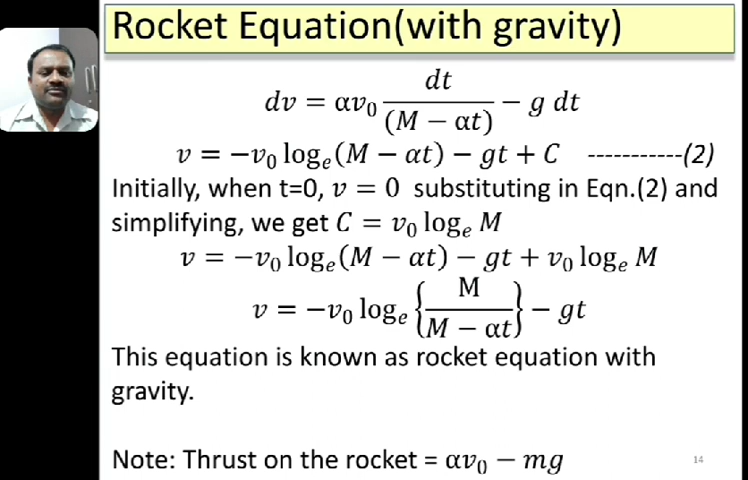 Rocket Equation(with gravity)
dv = αv₀ dt/(M − αt) − g dt
v = −v₀ logₑ(M − αt) − gt + C -----------(2)
Initially, when t=0, v = 0 substituting in Eqn.(2) and
simplifying, we get C = v₀ logₑ M
v = −v₀ logₑ(M − αt) − gt + v₀ logₑ M
v = −v₀ logₑ {M/(M − αt)} − gt
This equation is known as rocket equation with
gravity.
Note: Thrust on the rocket = αv₀ − mg
14